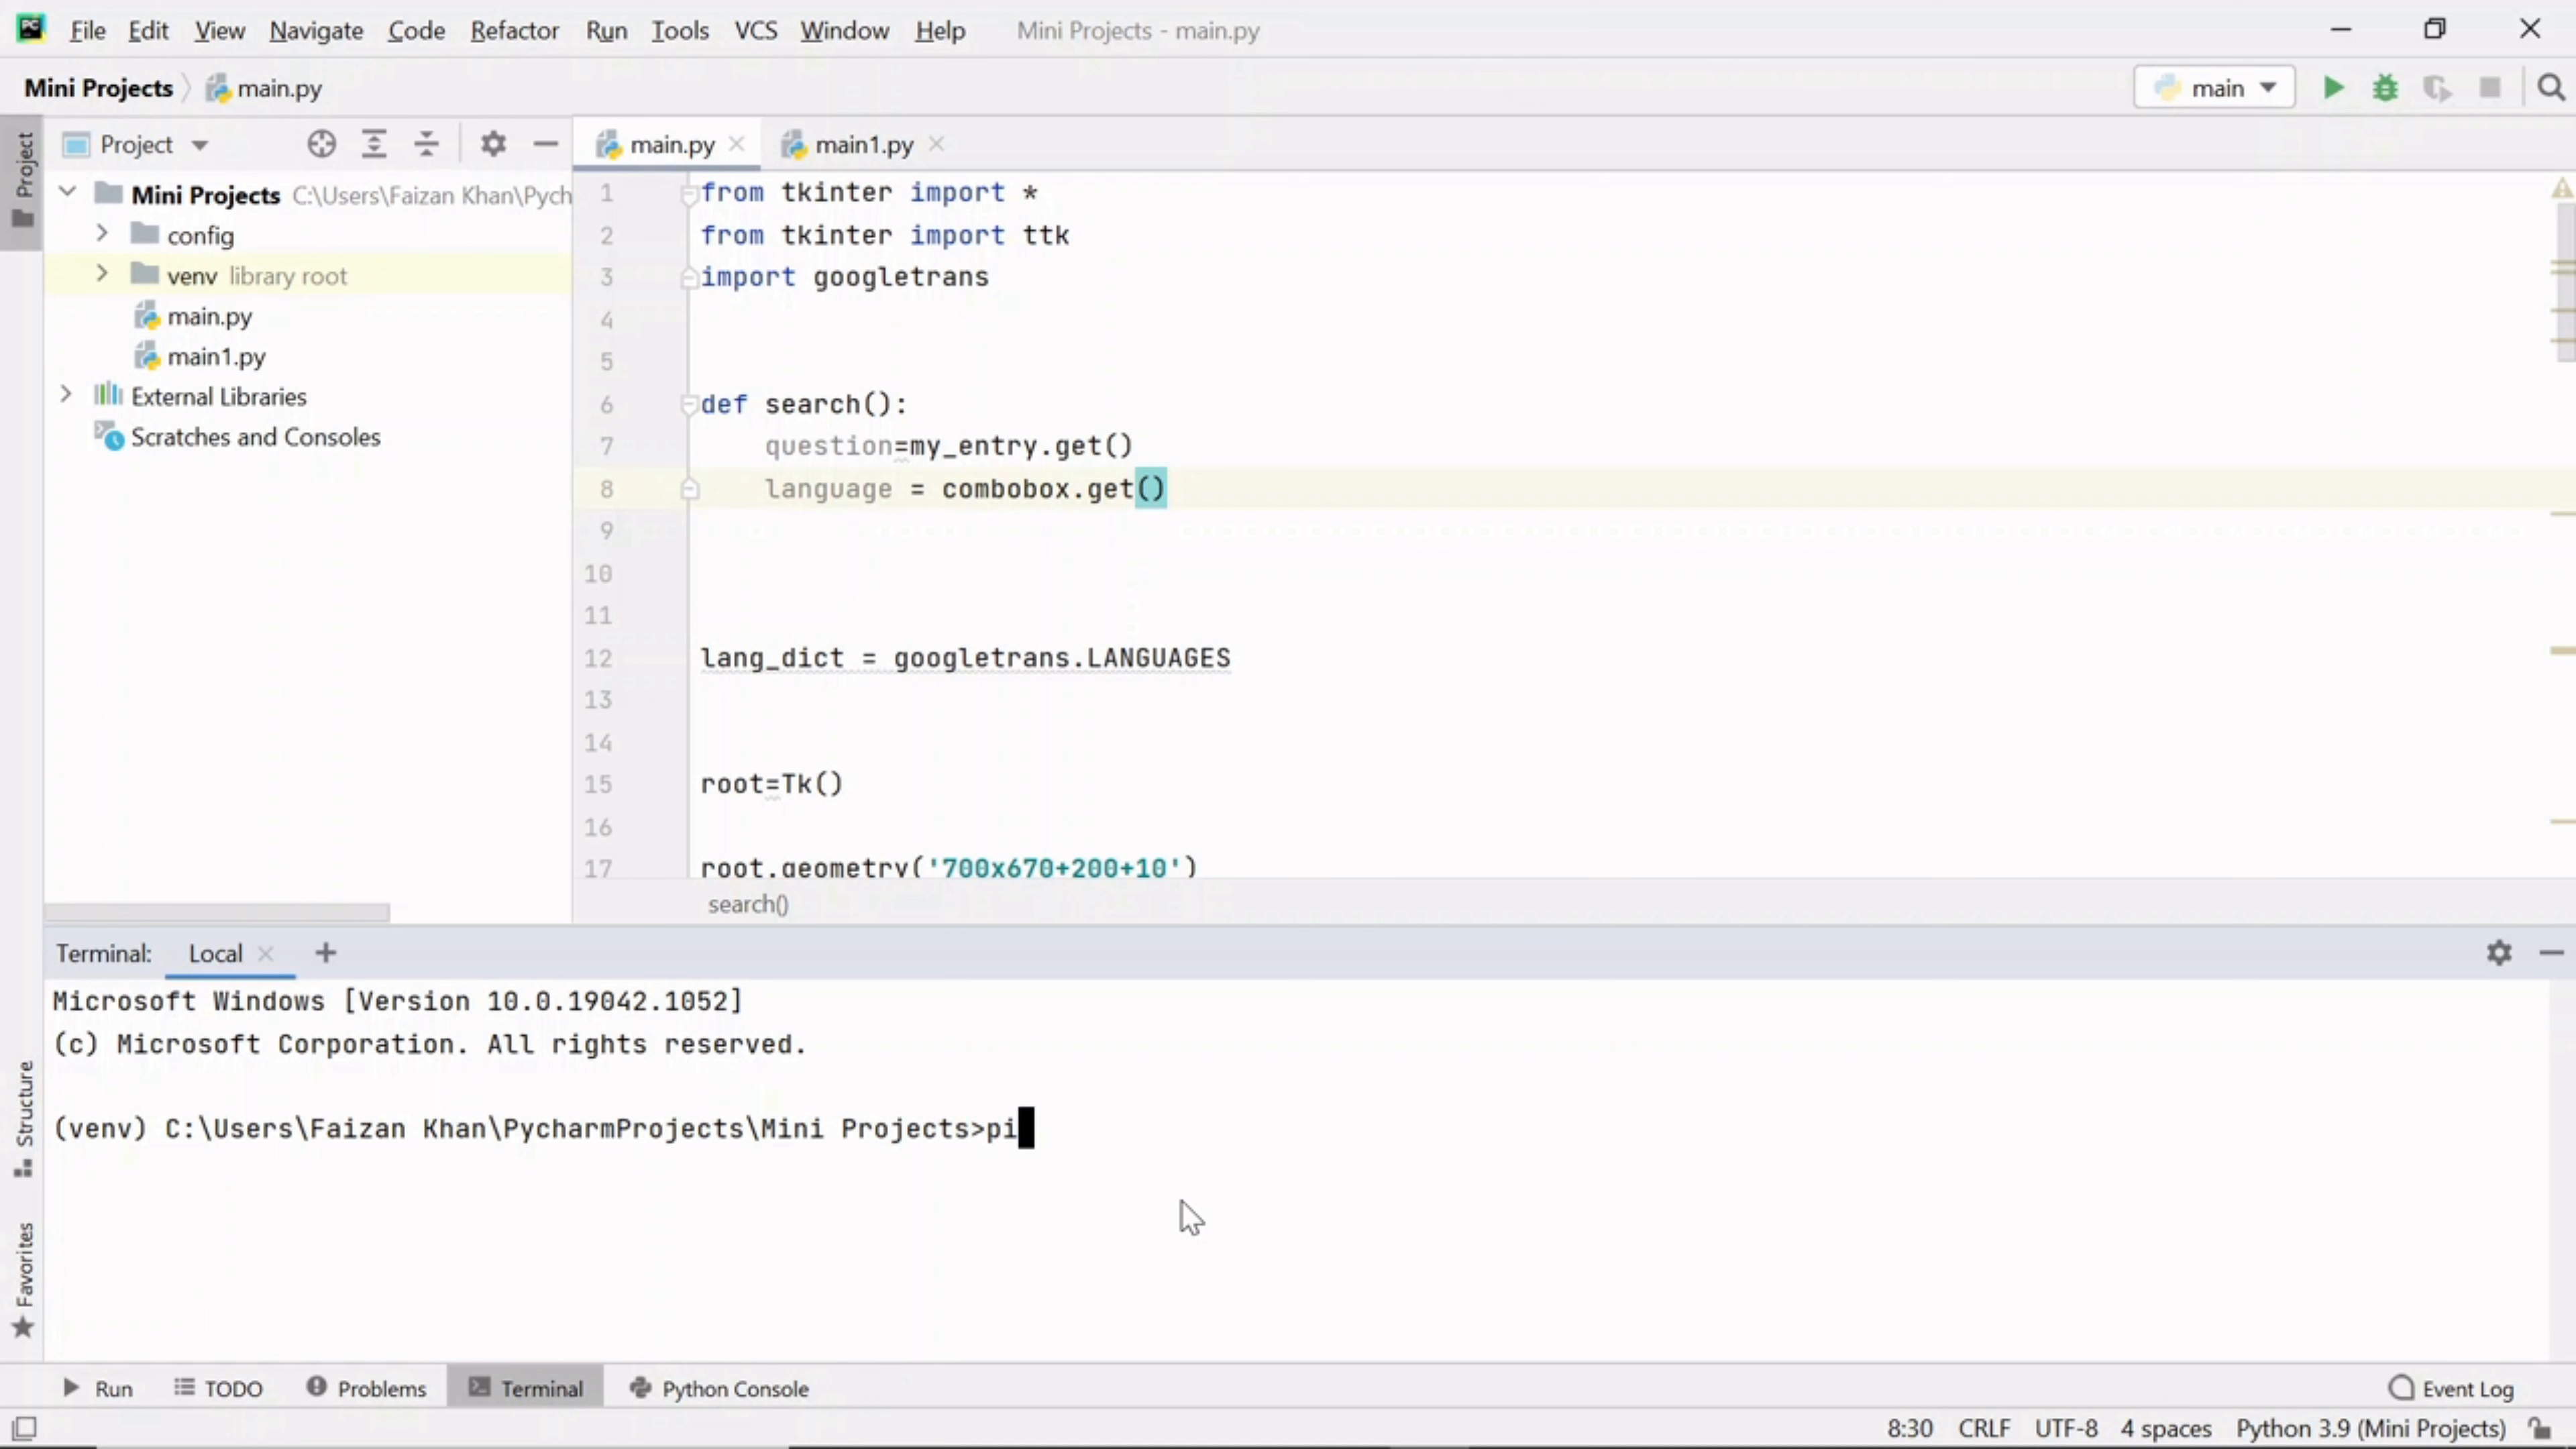 PC File Edit View Navigate Code Refactor Run Tools VCS Window Help Mini Projects - main.py
Mini Projects main.py main
Project
Project main.py main1.py
Mini Projects C:\Users\Faizan Khan\Pych
config
venv library root
main.py
main1.py
External Libraries
Scratches and Consoles
1 from tkinter import *
2 from tkinter import ttk
3 import googletrans
4
5
6 def search():
7 question=my_entry.get()
8 language = combobox.get()
9
10
11
12 lang_dict = googletrans.LANGUAGES
13
14
15 root=Tk()
16
17 root.geometry('700x670+200+10')
search()
Terminal: Local
Microsoft Windows [Version 10.0.19042.1052]
(c) Microsoft Corporation. All rights reserved.
(venv) C:\Users\Faizan Khan\PycharmProjects\Mini Projects>pi
Structure
Favorites
Run TODO Problems Terminal Python Console Event Log
8:30 CRLF UTF-8 4 spaces Python 3.9 (Mini Projects)